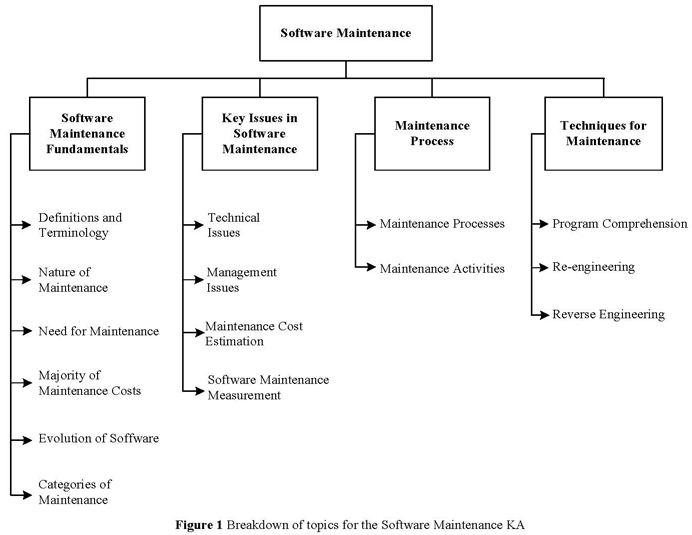 Software Maintenance
Software
Maintenance
Fundamentals
Key Issues in
Software
Maintenance
Maintenance
Process
Techniques for
Maintenance
Definitions and
Terminology
Nature of
Maintenance
Need for Maintenance
Majority of
Maintenance Costs
Evolution of Soffware
Categories of
Maintenance
Technical
Issues
Management
Issues
Maintenance Cost
Estimation
Software Maintenance
Measurement
Maintenance Processes
Maintenance Activities
Program Comprehension
Re-engineering
Reverse Engineering
Figure 1 Breakdown of topics for the Software Maintenance KA